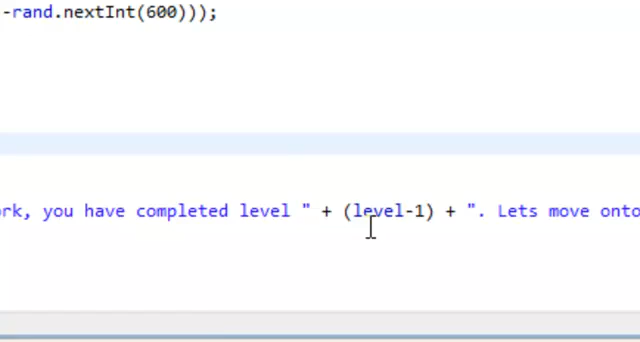 -rand.nextInt(600)));
rk, you have completed level " + (level-1) + ". Lets move onto